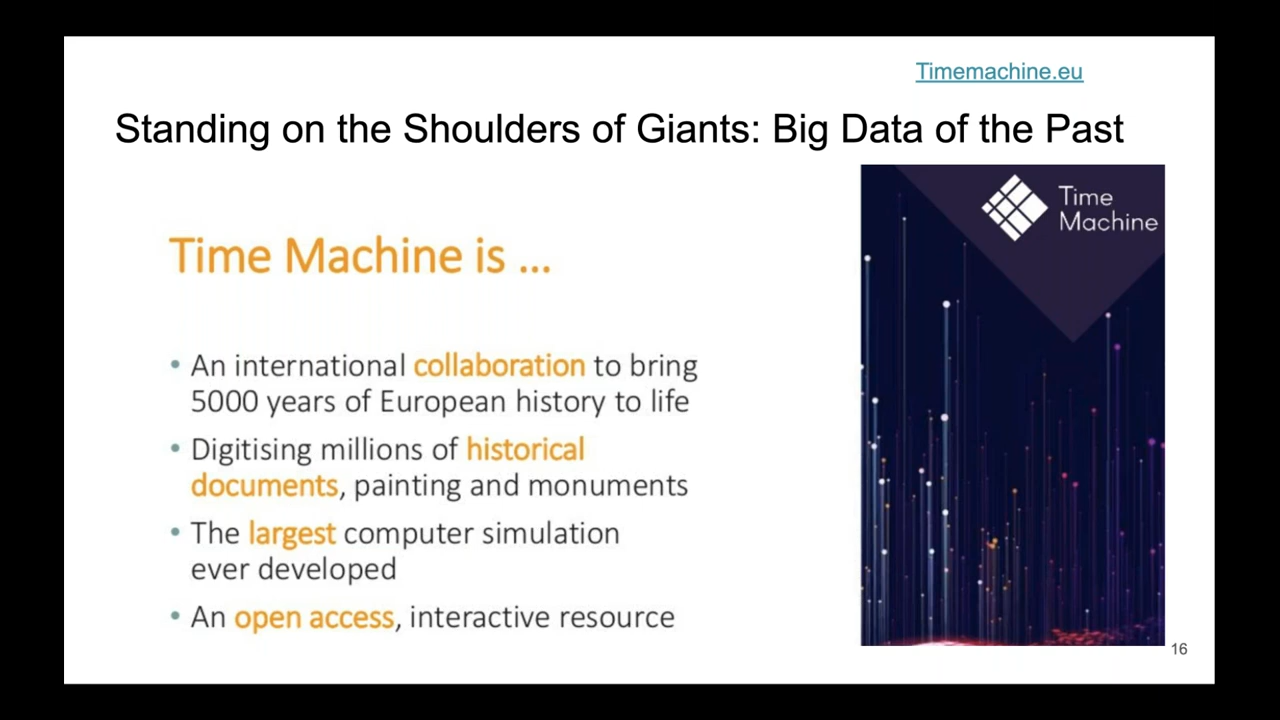 Timemachine.eu
Standing on the Shoulders of Giants: Big Data of the Past
Time Machine is ...
• An international collaboration to bring
5000 years of European history to life
• Digitising millions of historical
documents, painting and monuments
• The largest computer simulation
ever developed
• An open access, interactive resource
Time
Machine
16